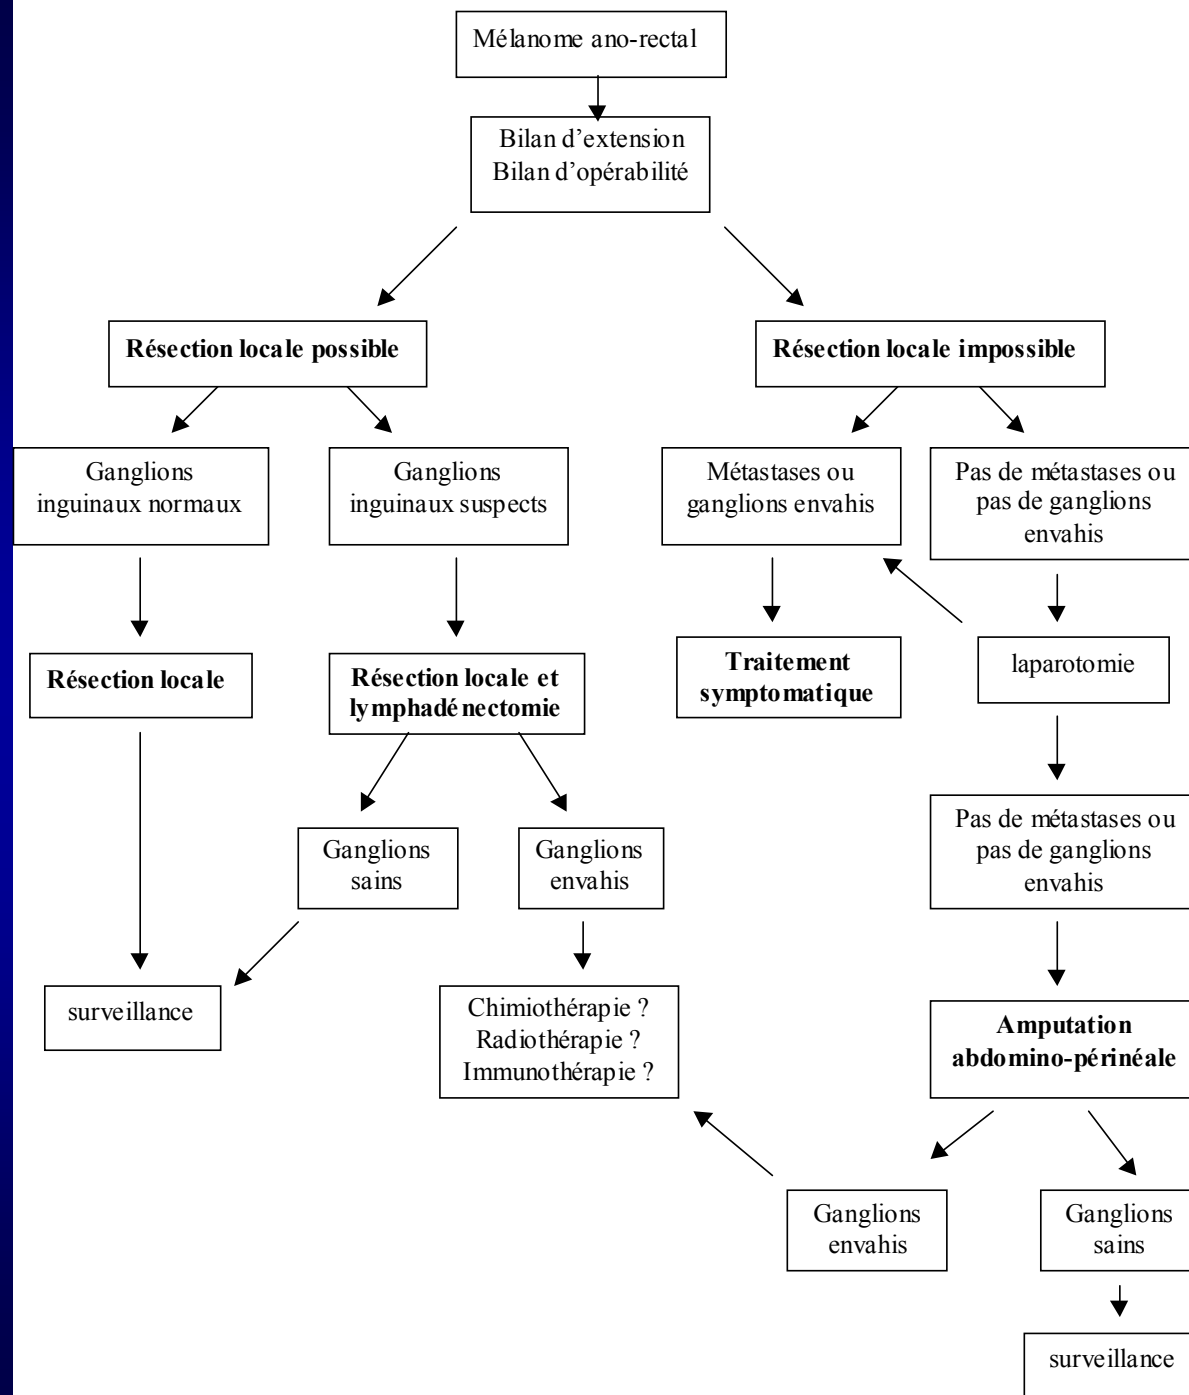 Mélanome ano-rectal
Bilan d'extension
Bilan d'opérabilité
Résection locale possible
Résection locale impossible
Ganglions
inguinaux normaux
Ganglions
inguinaux suspects
Métastases ou
ganglions envahis
Pas de métastases ou
pas de ganglions
envahis
Résection locale
Résection locale et
lymphadénectomie
Traitement
symptomatique
laparotomie
Ganglions
sains
Ganglions
envahis
Pas de métastases ou
pas de ganglions
envahis
surveillance
Chimiothérapie ?
Radiothérapie ?
Immunothérapie ?
Amputation
abdomino-périnéale
Ganglions
envahis
Ganglions
sains
surveillance